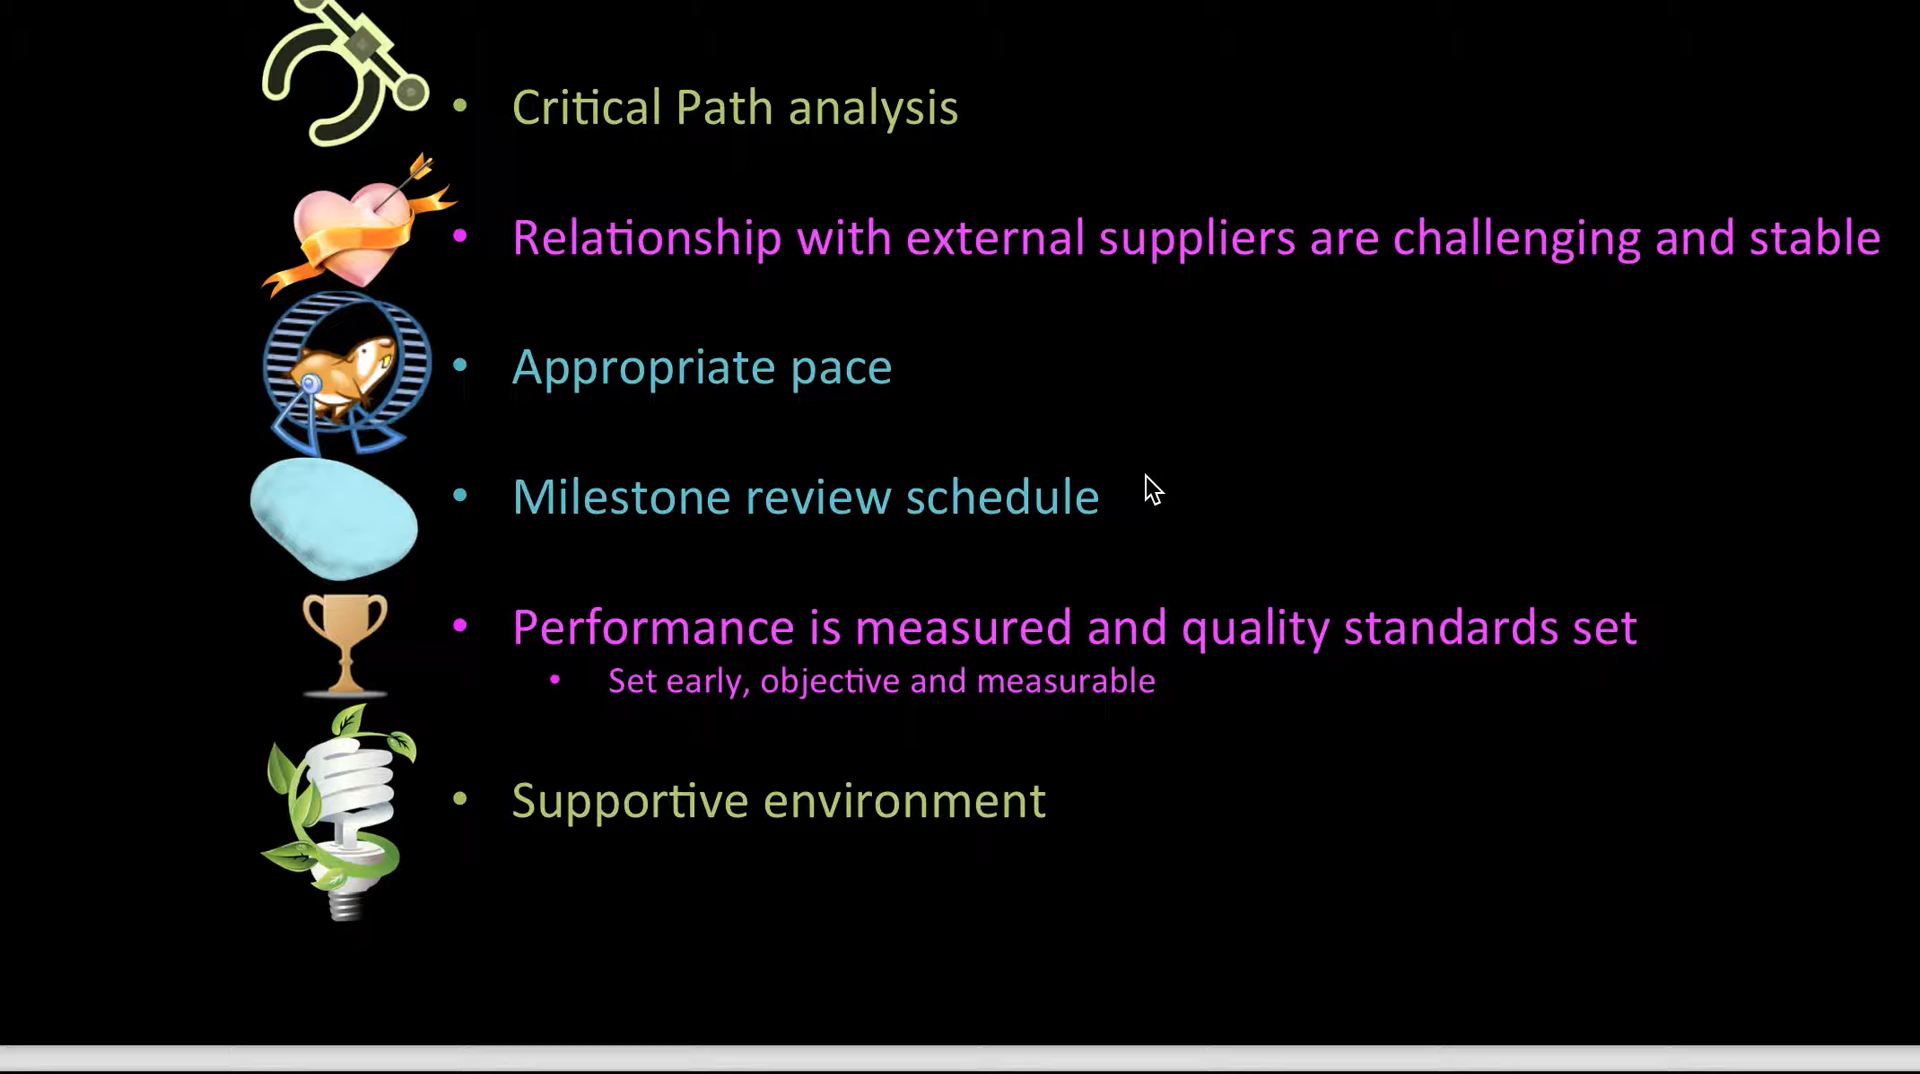 • Critical Path analysis
• Relationship with external suppliers are challenging and stable
• Appropriate pace
• Milestone review schedule
• Performance is measured and quality standards set
• Set early, objective and measurable
• Supportive environment